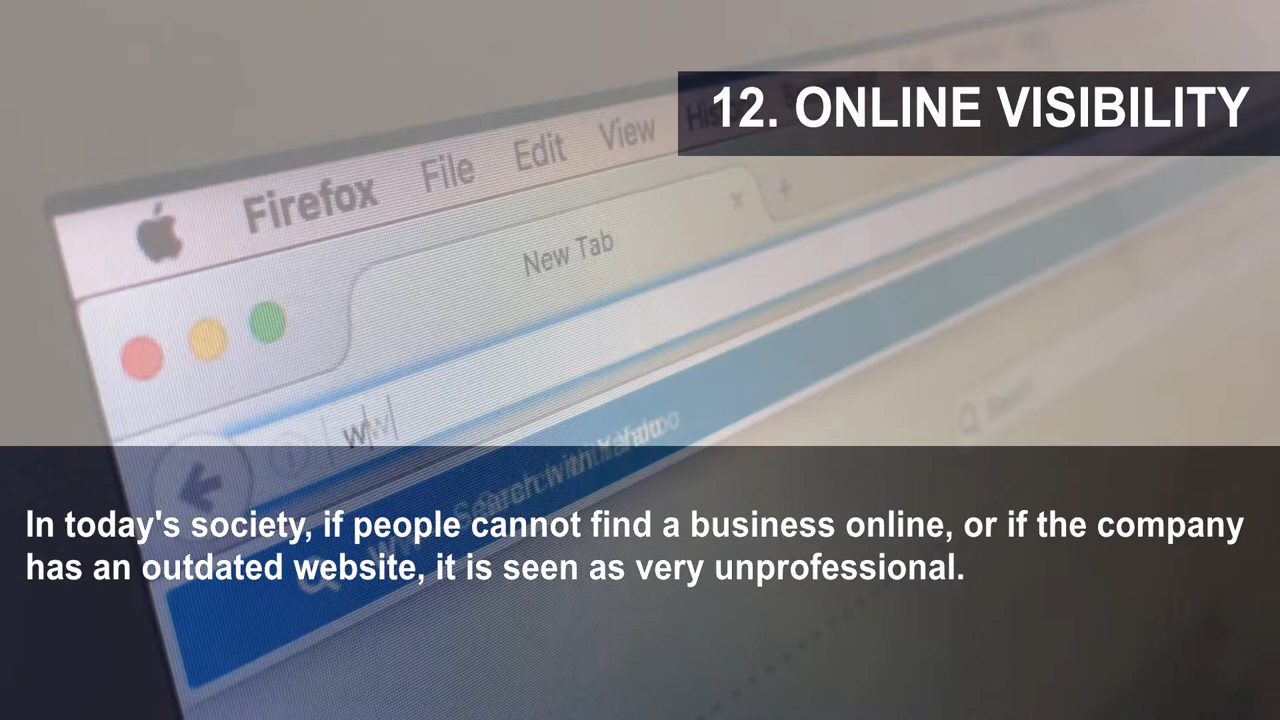 12. ONLINE VISIBILITY
Firefox File Edit View
New Tab
In today's society, if people cannot find a business online, or if the company
has an outdated website, it is seen as very unprofessional.